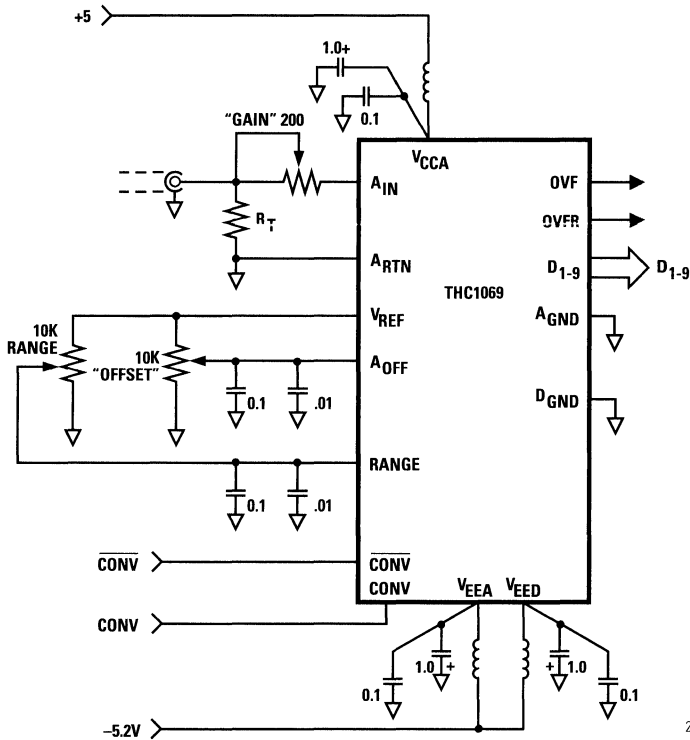 +5
1.0+
0.1
"GAIN" 200
VCCA
AIN
RT
ARTN
VREF
10K
RANGE
10K
"OFFSET"
AOFF
0.1
.01
RANGE
0.1
.01
CONV
CONV
CONV
CONV
THC1069
OVF
OVFR
D1-9
D1-9
AGND
DGND
VEEA
VEED
0.1
1.0
+
+
1.0
0.1
–5.2V
2